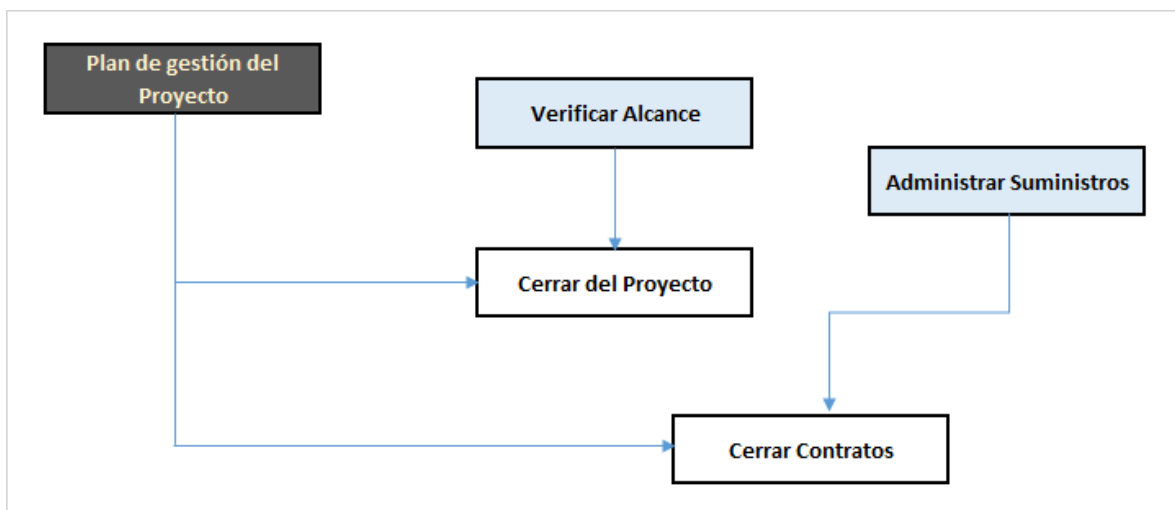 Plan de gestión del
Proyecto
Verificar Alcance
Administrar Suministros
Cerrar del Proyecto
Cerrar Contratos